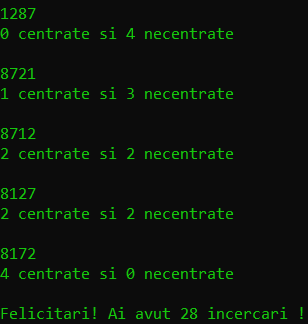 1287
0 centrate si 4 necentrate
8721
1 centrate si 3 necentrate
8712
2 centrate si 2 necentrate
8127
2 centrate si 2 necentrate
8172
4 centrate si 0 necentrate
Felicitari! Ai avut 28 incercari !